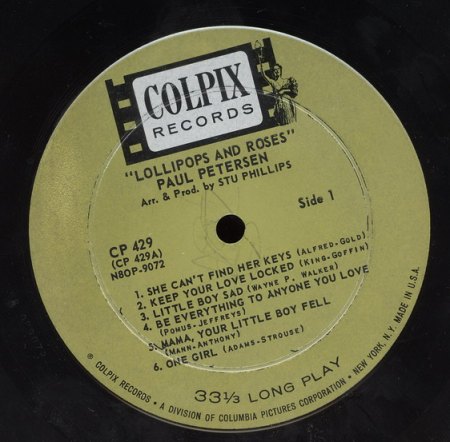 COLPIX
RECORDS
"LOLLIPOPS AND ROSES"
PAUL PETERSEN
Arr. & Prod. by STU PHILLIPS
Side 1
CP 429
(CP 429A)
N8OP-9072
1. SHE CAN'T FIND HER KEYS (ALFRED-GOLD)
2. KEEP YOUR LOVE LOCKED (KING-GOFFIN)
3. LITTLE BOY SAD (WAYNE P. WALKER)
4. BE EVERYTHING TO ANYONE YOU LOVE
(POMUS-JEFFREYS)
5. MAMA, YOUR LITTLE BOY FELL
(MANN-ANTHONY)
6. ONE GIRL (ADAMS-STROUSE)
33⅓ LONG PLAY
® COLPIX RECORDS • A DIVISION OF COLUMBIA PICTURES CORPORATION • NEW YORK, N.Y. MADE IN U.S.A.